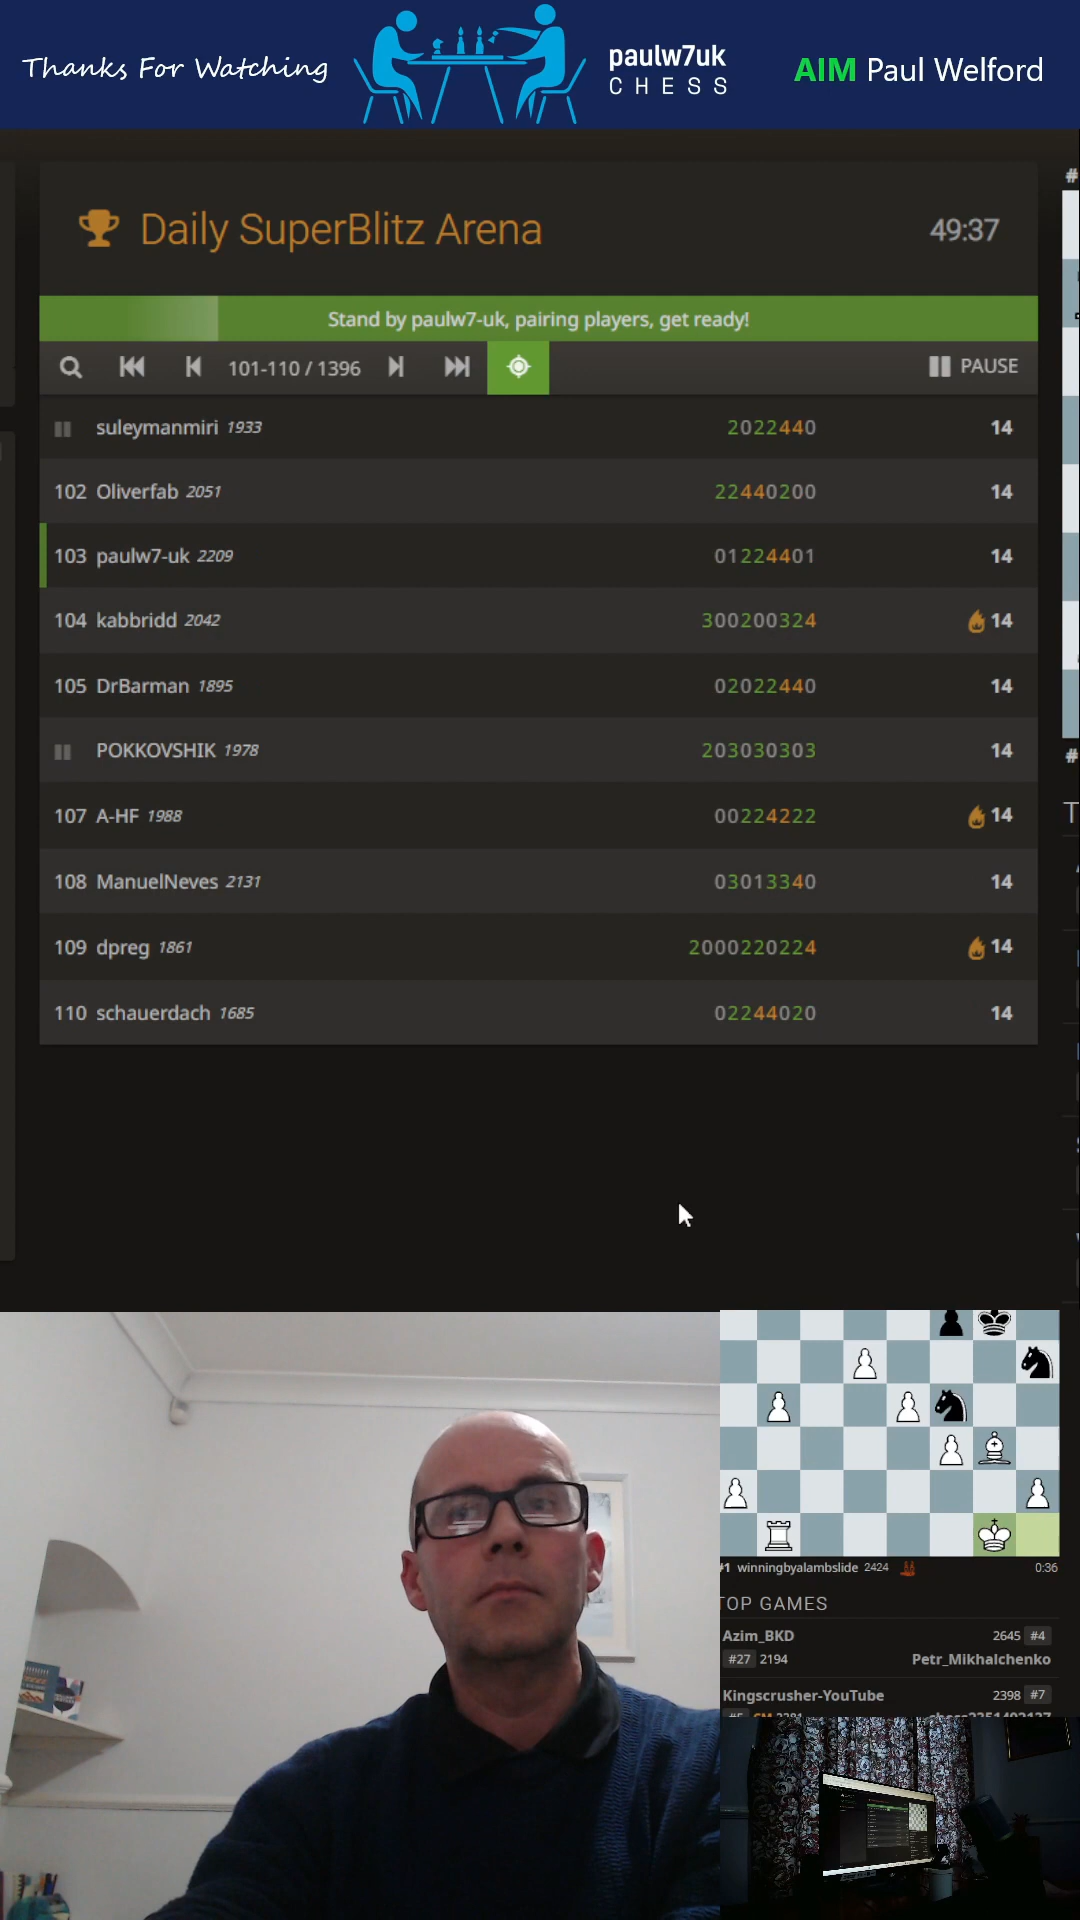 Thanks For Watching
paulw7uk
CHESS
AIM Paul Welford
Daily SuperBlitz Arena
49:37
Stand by paulw7-uk, pairing players, get ready!
101-110 / 1396
PAUSE
suleymanmiri 1933 2022440 14
102 Oliverfab 2051 22440200 14
103 paulw7-uk 2209 01224401 14
104 kabbridd 2042 300200324 14
105 DrBarman 1895 02022440 14
POKKOVSHIK 1978 203030303 14
107 A-HF 1988 00224222 14
108 ManuelNeves 2131 03013340 14
109 dpreg 1861 2000220224 14
110 schauerdach 1685 02244020 14
#1 winningbyalambslide 2424 0:36
TOP GAMES
Azim_BKD 2645 #4
#27 2194 Petr_Mikhalchenko
Kingscrusher-YouTube 2398 #7